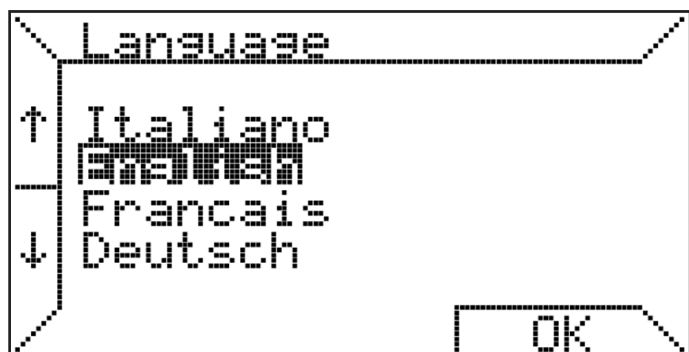 Language
↑
Italiano
English
Francais
↓
Deutsch
OK